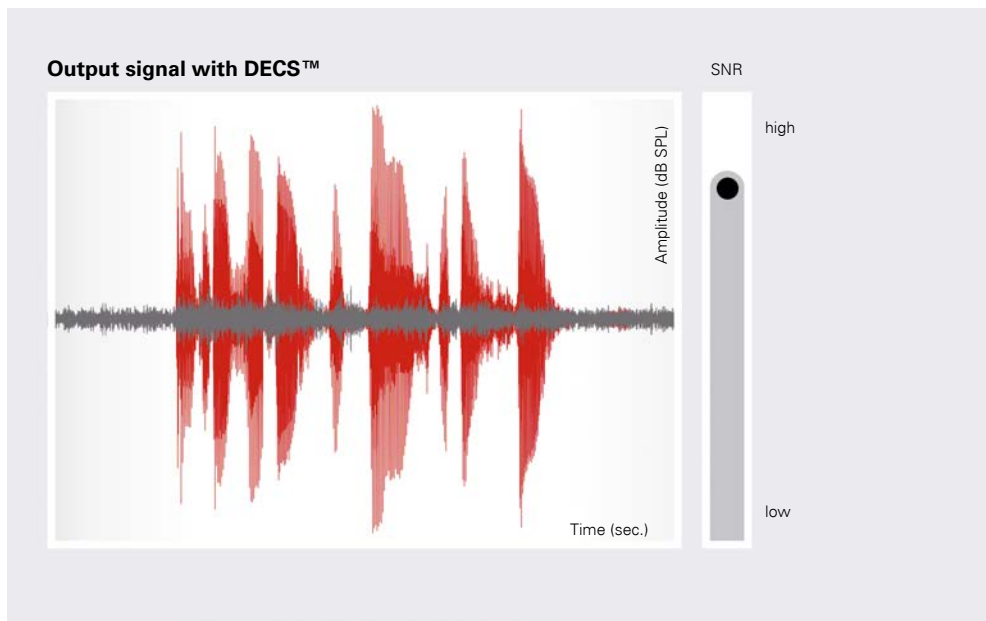 Output signal with DECS™
SNR
high
Amplitude (dB SPL)
Time (sec.)
low